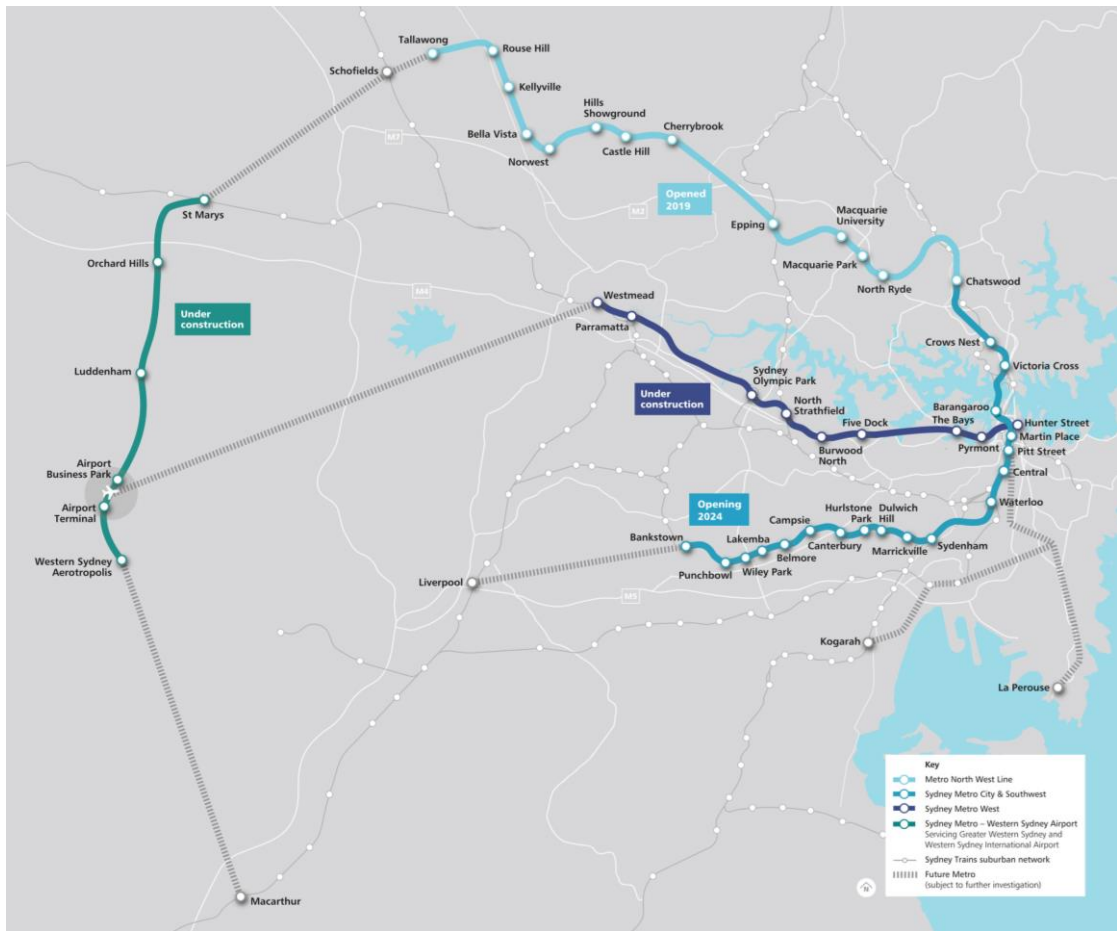 Tallawong
Rouse Hill
Schofields
Kellyville
Hills
Showground
Cherrybrook
Bella Vista
M7
Castle Hill
Norwest
Opened
2019
M2
St Marys
Macquarie
University
Epping
Orchard Hills
Macquarie Park
North Ryde
Chatswood
M4
Westmead
Under
construction
Parramatta
Crows Nest
Victoria Cross
Luddenham
Sydney
Olympic Park
Under
construction
North
Strathfield
Barangaroo
The Bays
Five Dock
Hunter Street
Martin Place
Burwood
North
Pyrmont
Pitt Street
Airport
Business Park
Central
Airport
Terminal
Opening
2024
Waterloo
Hurlstone
Park
Dulwich
Hill
Campsie
Bankstown
Lakemba
Canterbury
Sydenham
Marrickville
Belmore
Wiley Park
Punchbowl
Western Sydney
Aerotropolis
Liverpool
M5
Kogarah
La Perouse
Macarthur
Key
Metro North West Line
Sydney Metro City & Southwest
Sydney Metro West
Sydney Metro – Western Sydney Airport
Servicing Greater Western Sydney and
Western Sydney International Airport
Sydney Trains suburban network
Future Metro
(subject to further investigation)
N